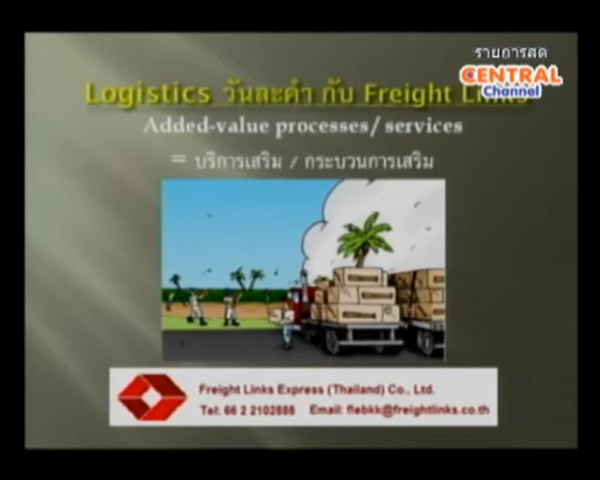 รายการสด
CENTRAL
Channel
Logistics วันละคำ กับ Freight Links
Added-value processes/ services
= บริการเสริม / กระบวนการเสริม
Freight Links Express (Thailand) Co., Ltd.
Tel: 66 2 2102888 Email: flebkk@freightlinks.co.th